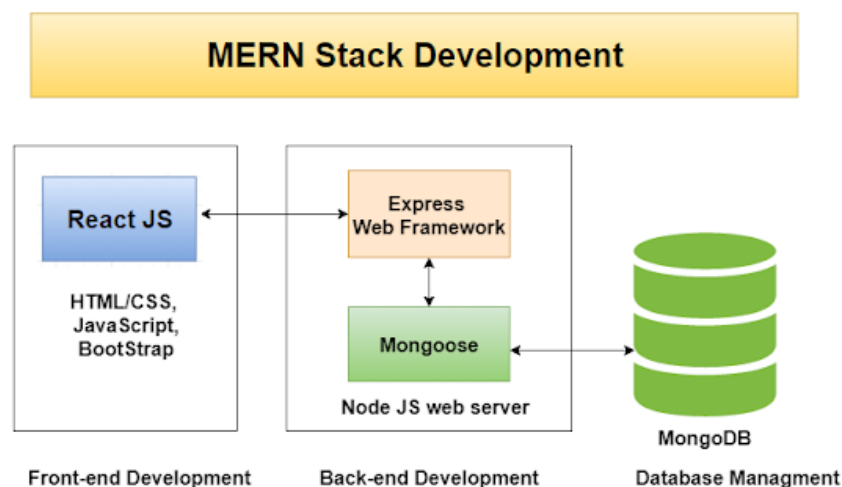 MERN Stack Development
React JS
HTML/CSS,
JavaScript,
BootStrap
Front-end Development
Express
Web Framework
Mongoose
Node JS web server
Back-end Development
MongoDB
Database Managment